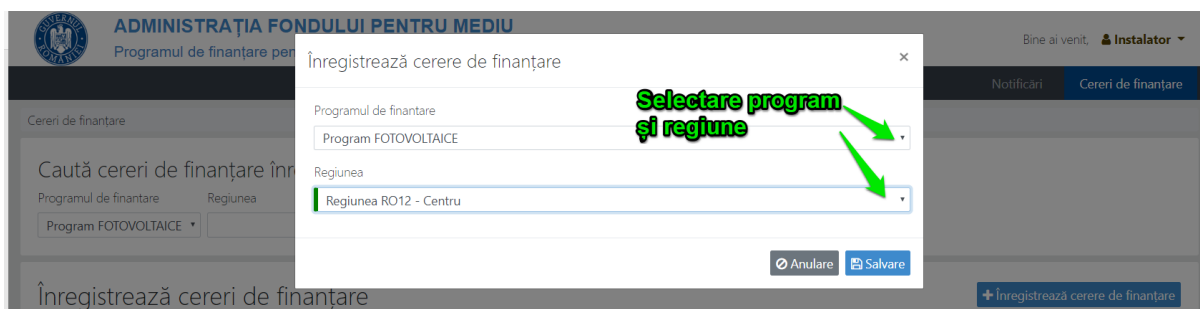 ADMINISTRAȚIA FONDULUI PENTRU MEDIU
Programul de finanțare pen
Bine ai venit, Instalator
Înregistrează cerere de finanțare ×
Notificări Cereri de finanțare
Programul de finantare
Selectare program
și regiune
Cereri de finanțare
Program FOTOVOLTAICE
Caută cereri de finanțare înr
Regiunea
Programul de finantare Regiunea
Regiunea RO12 - Centru
Program FOTOVOLTAICE
Anulare Salvare
Înregistrează cereri de finanțare
+ Înregistrează cerere de finanțare